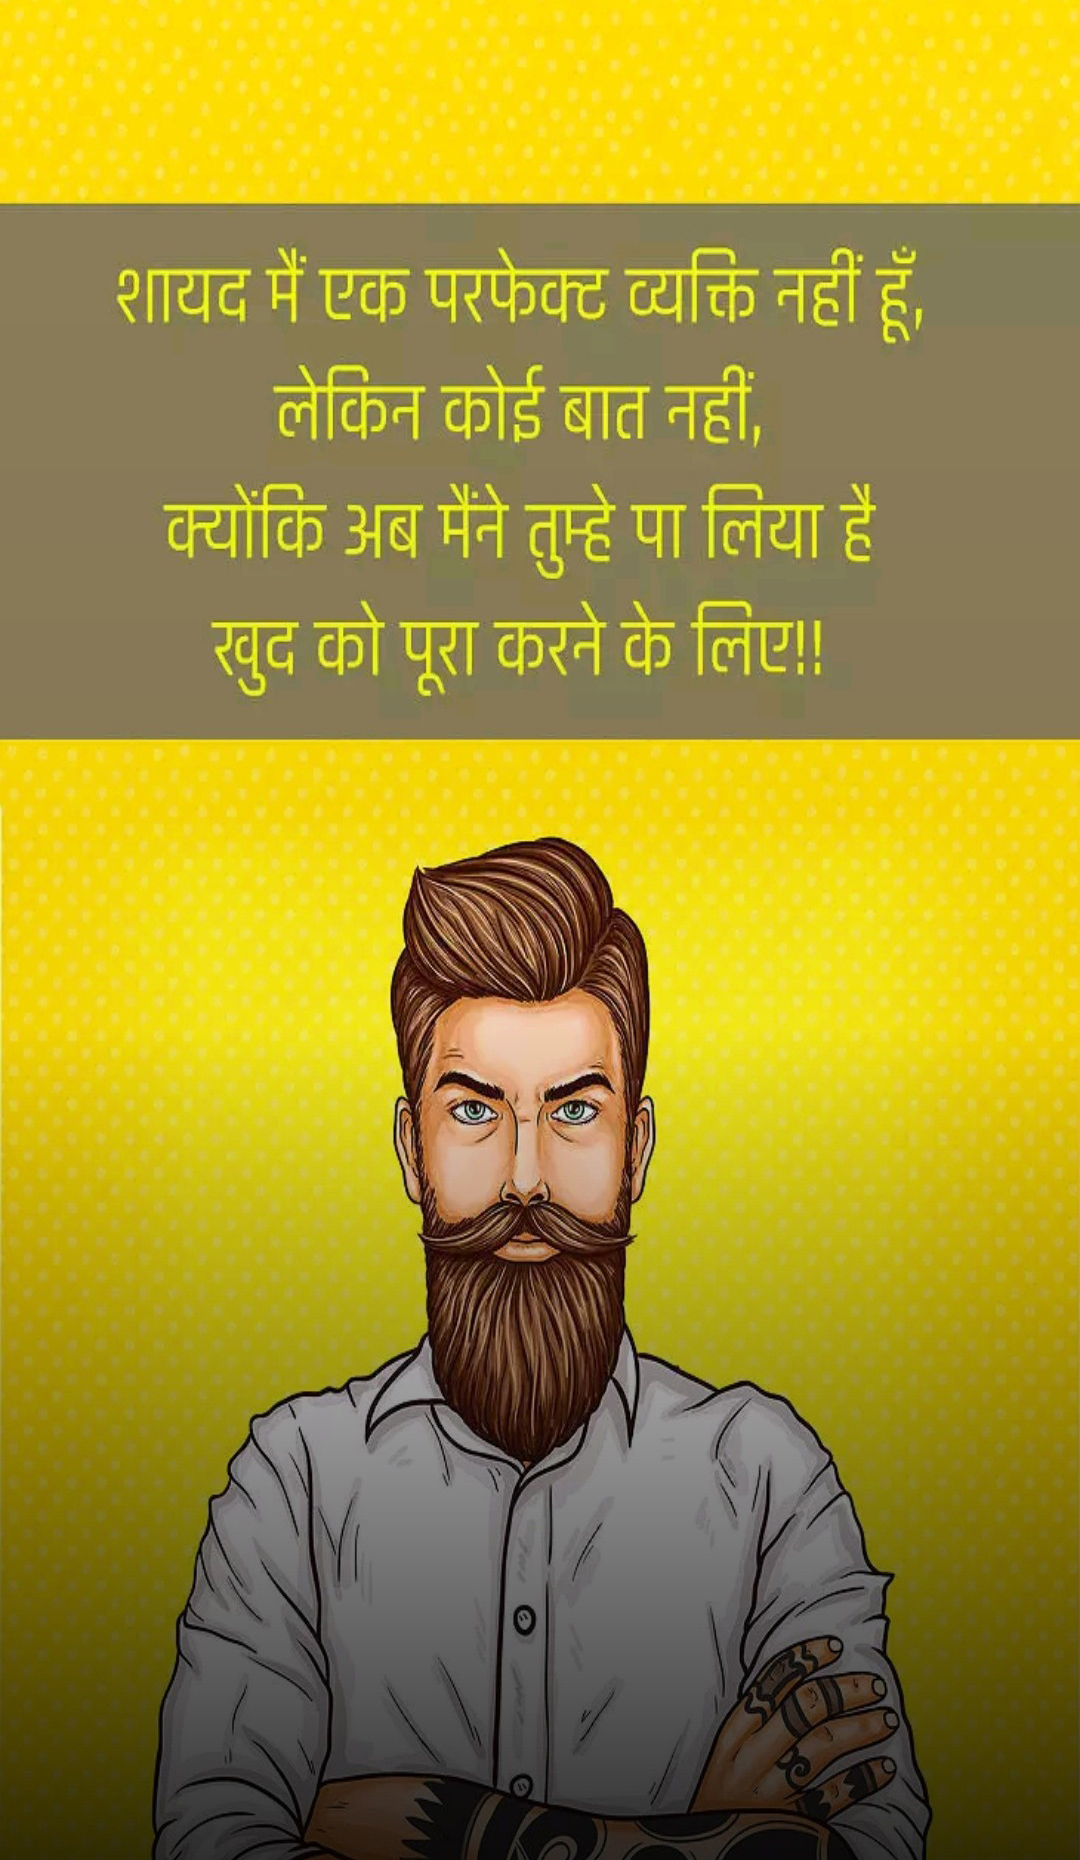 शायद मैं एक परफेक्ट व्यक्ति नहीं हूँ,
लेकिन कोई बात नहीं,
क्योंकि अब मैंने तुम्हे पा लिया है
खुद को पूरा करने के लिए!!